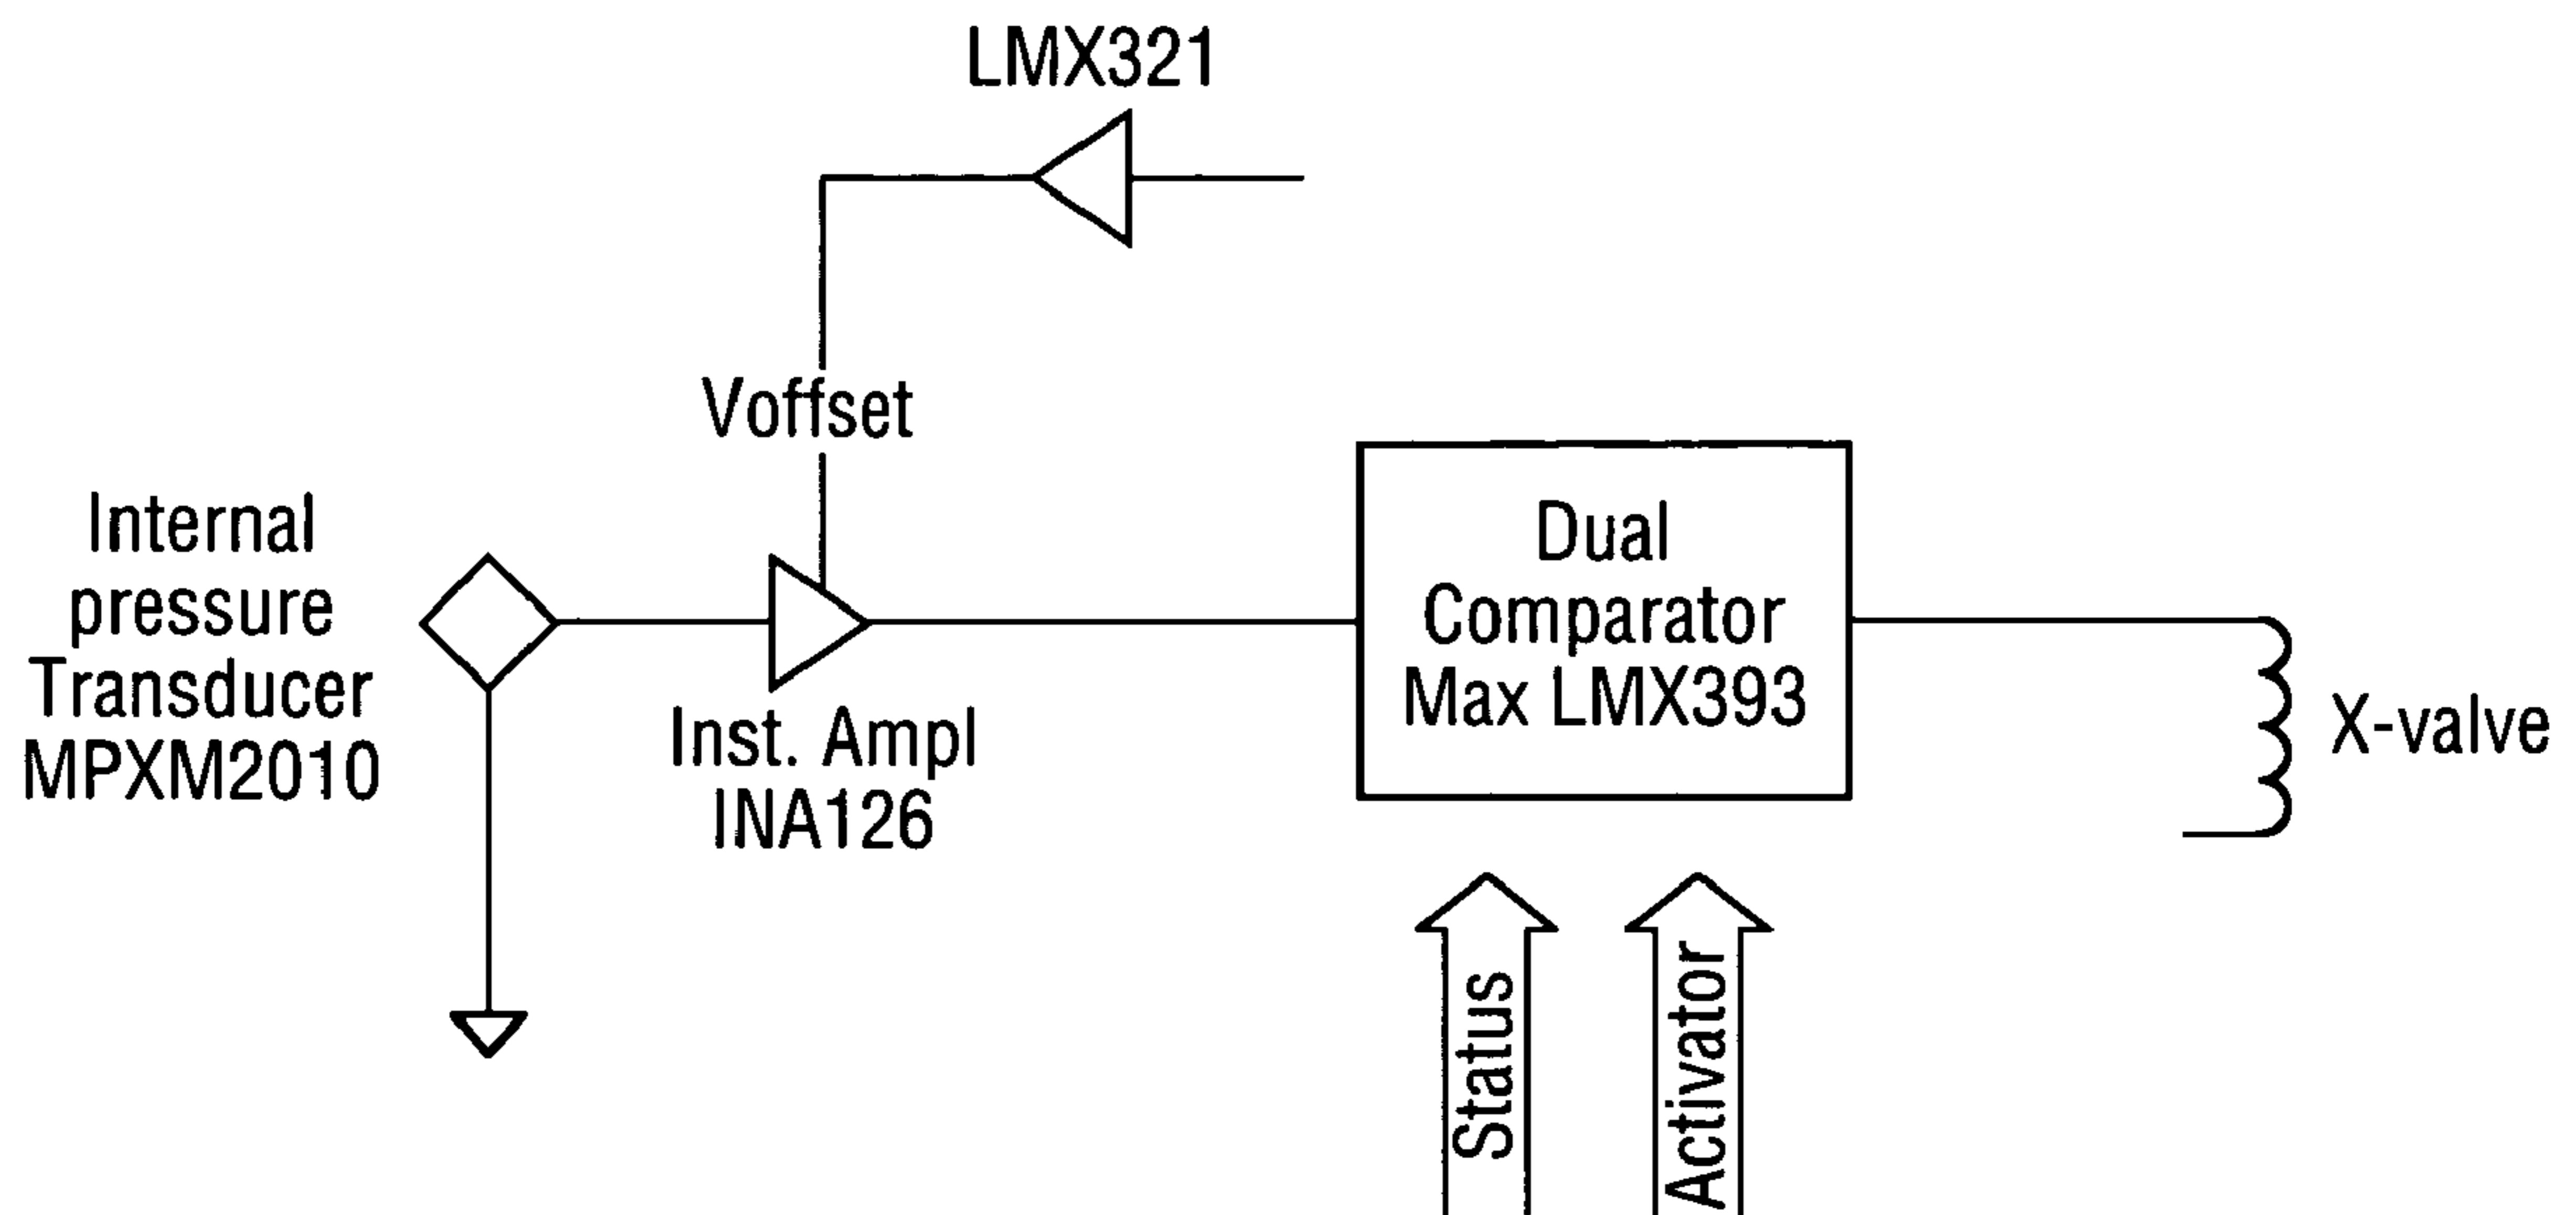 LMX321
Voffset
Internal
pressure
Transducer
MPXM2010
Inst. Ampl
INA126
Dual
Comparator
Max LMX393
X-valve
Status
Activator